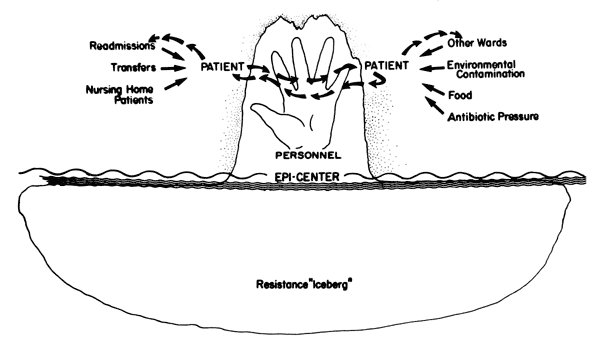 Readmissions
Transfers
Nursing Home
Patients
PATIENT
PATIENT
Other Wards
Environmental
Contamination
Food
Antibiotic Pressure
PERSONNEL
EPI-CENTER
Resistance "Iceberg"